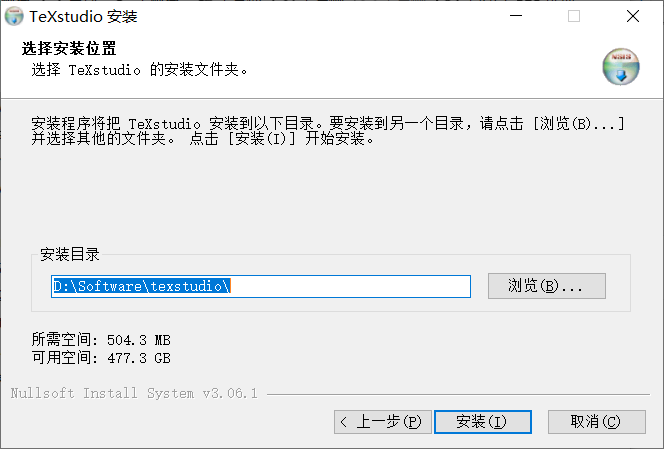 TeXstudio 安装
选择安装位置
选择 TeXstudio 的安装文件夹。
安装程序将把 TeXstudio 安装到以下目录。要安装到另一个目录，请点击 [浏览(B)...]
并选择其他的文件夹。 点击 [安装(I)] 开始安装。
安装目录
D:\Software\texstudio\
浏览(B)...
所需空间: 504.3 MB
可用空间: 477.3 GB
Nullsoft Install System v3.06.1
< 上一步(P)
安装(I)
取消(C)